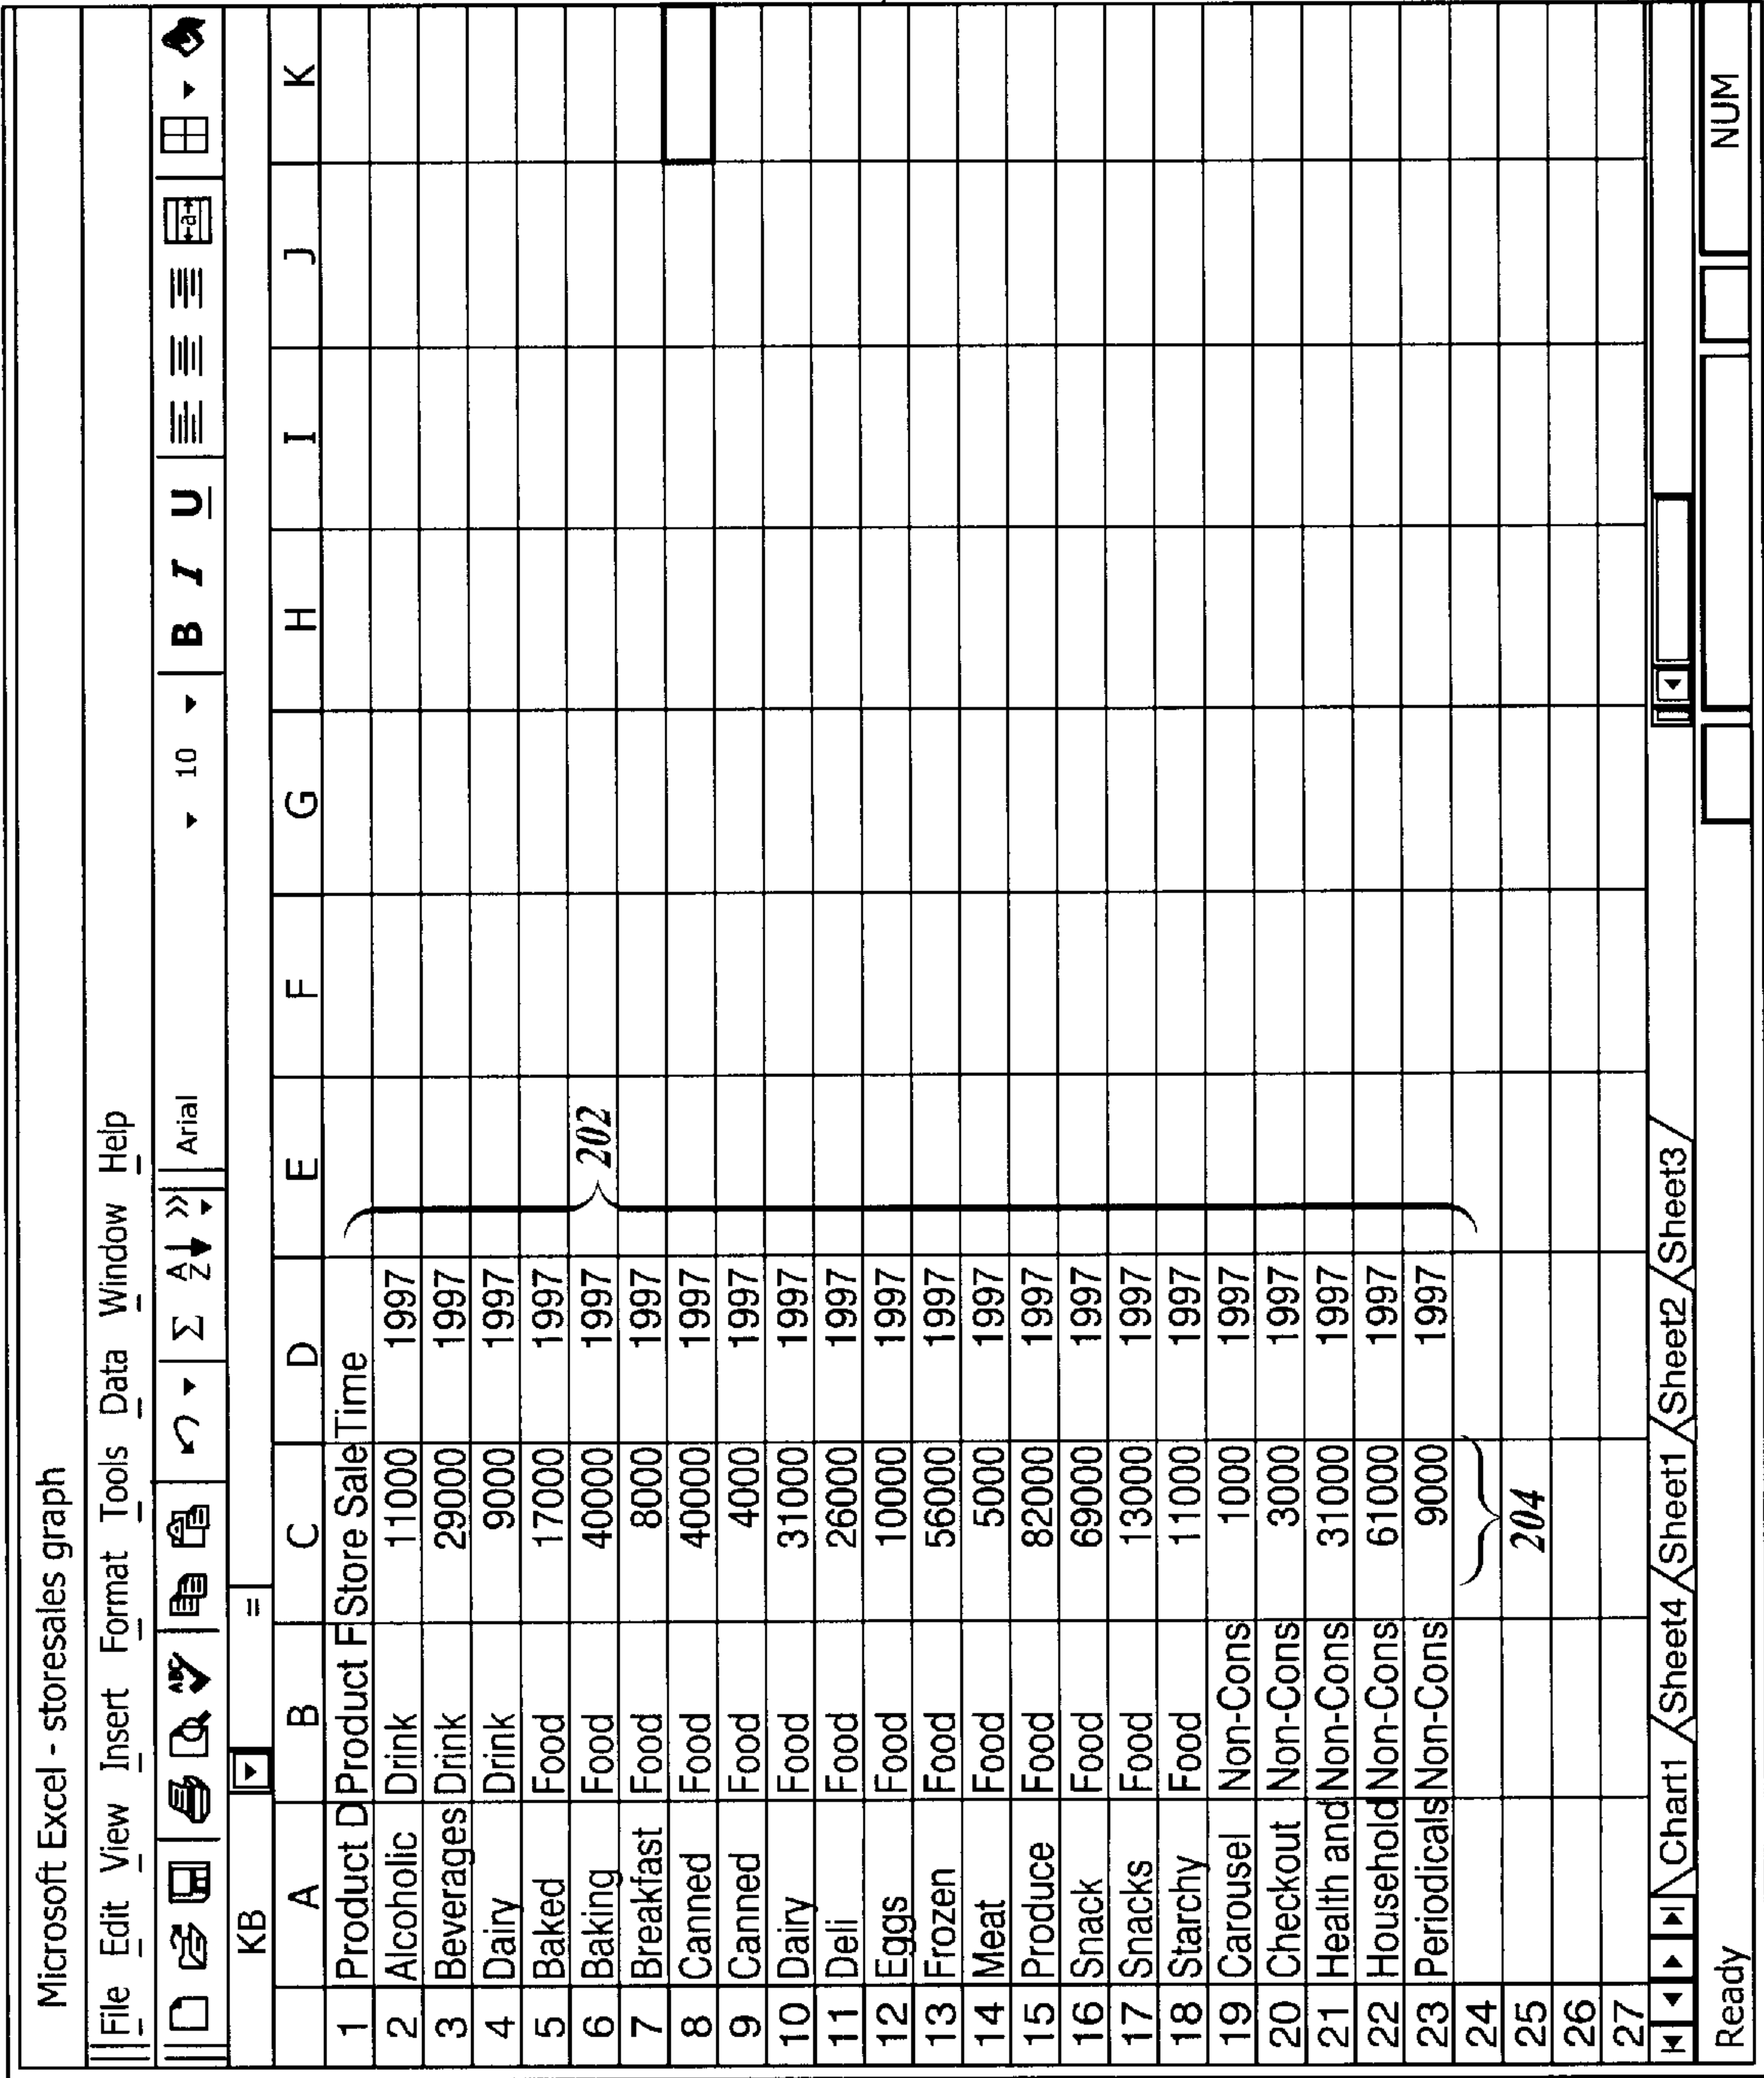 Microsoft Excel - storesales graph
File Edit View Insert Format Tools Data Window Help
ABC Σ A Z » Arial 10 B I U a
KB =
A B C D E F G H I J K
1 Product D Product F Store Sale Time
2 Alcoholic Drink 11000 1997
3 Beverages Drink 29000 1997
4 Dairy Drink 9000 1997
5 Baked Food 17000 1997
6 Baking Food 40000 1997 202
7 Breakfast Food 8000 1997
8 Canned Food 40000 1997
9 Canned Food 4000 1997
10 Dairy Food 31000 1997
11 Deli Food 26000 1997
12 Eggs Food 10000 1997
13 Frozen Food 56000 1997
14 Meat Food 5000 1997
15 Produce Food 82000 1997
16 Snack Food 69000 1997
17 Snacks Food 13000 1997
18 Starchy Food 11000 1997
19 Carousel Non-Cons 1000 1997
20 Checkout Non-Cons 3000 1997
21 Health and Non-Cons 31000 1997
22 Household Non-Cons 61000 1997
23 Periodicals Non-Cons 9000 1997
24
25 204
26
27
Chart1 Sheet4 Sheet1 Sheet2 Sheet3
Ready NUM